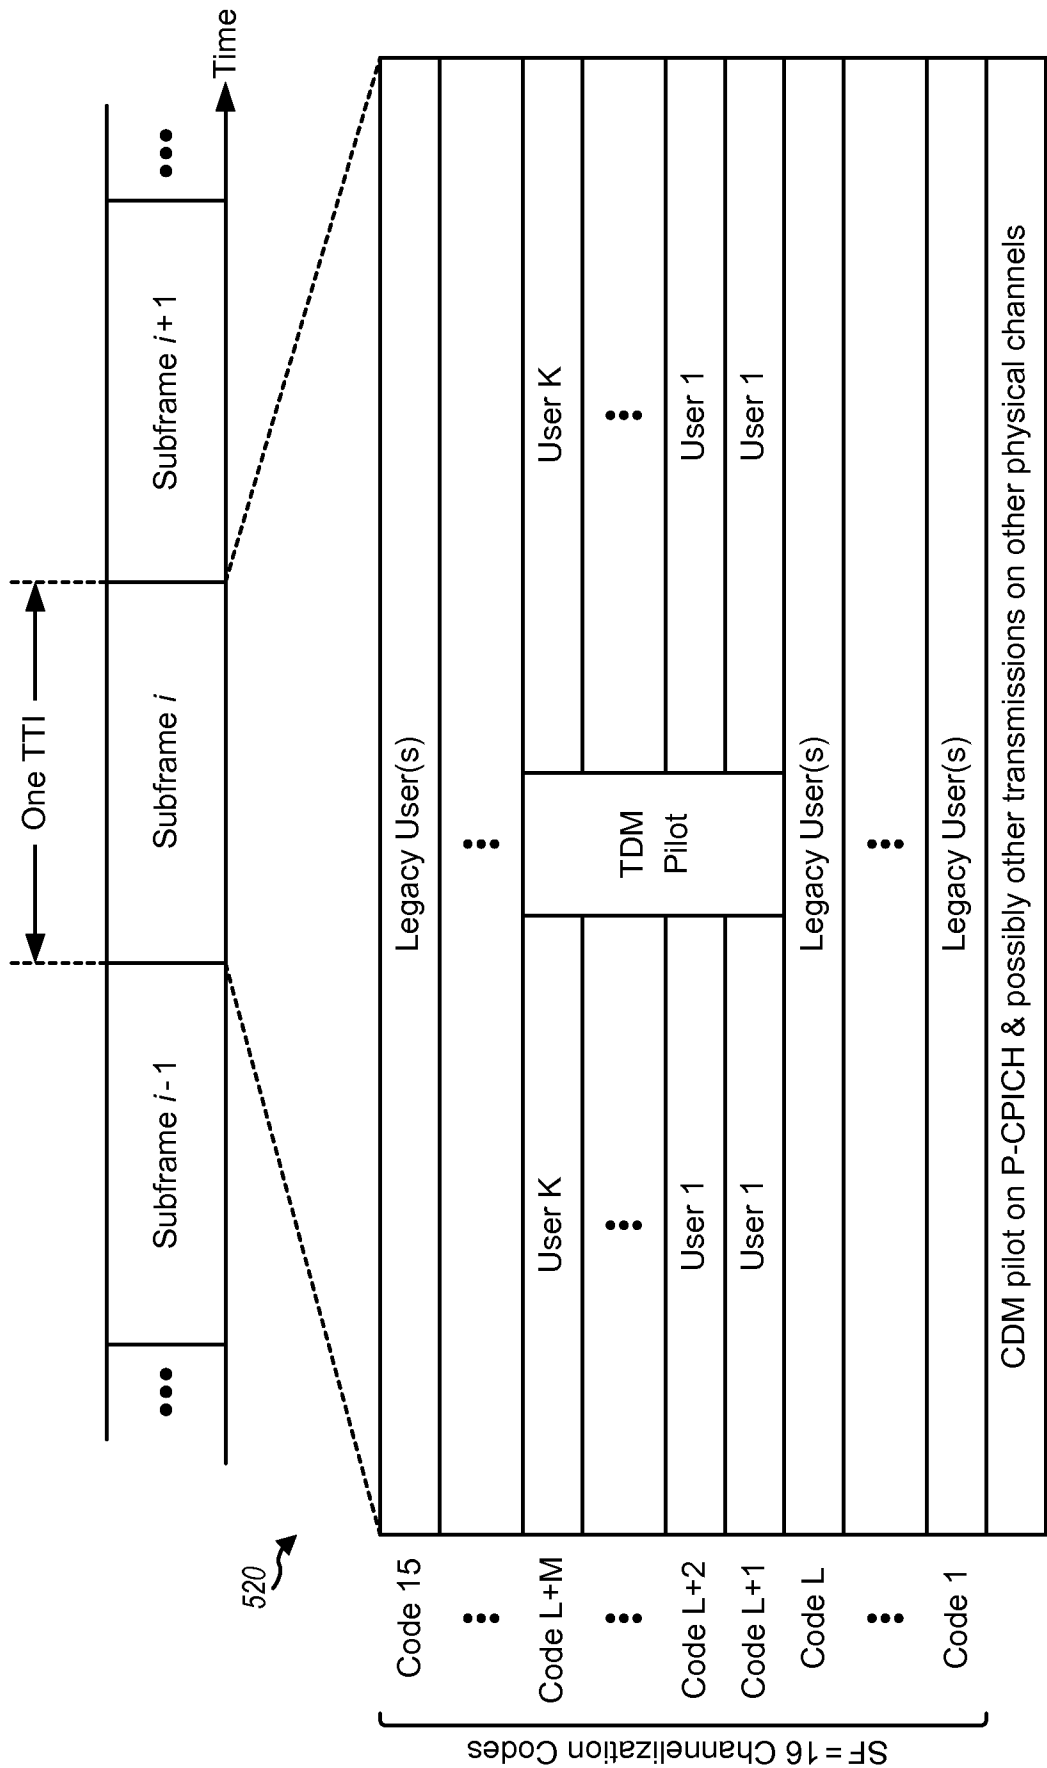 520
One TTI
Subframe i - 1
Subframe i
Subframe i + 1
Time
SF = 16 Channelization Codes
Code 15
Legacy User(s)
Code L+M
User K
User K
TDM
Pilot
Code L+2
User 1
User 1
Code L+1
User 1
User 1
Code L
Legacy User(s)
Code 1
Legacy User(s)
CDM pilot on P-CPICH & possibly other transmissions on other physical channels